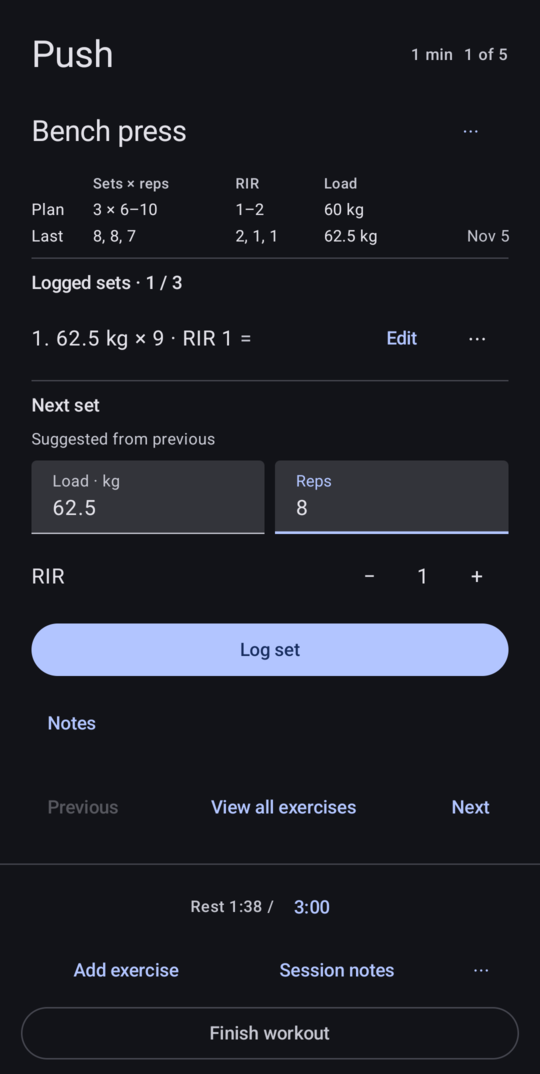 Push 1 min 1 of 5
Bench press ...
Sets × reps RIR Load
Plan 3 × 6–10 1–2 60 kg
Last 8, 8, 7 2, 1, 1 62.5 kg Nov 5
Logged sets · 1 / 3
1. 62.5 kg × 9 · RIR 1 = Edit ...
Next set
Suggested from previous
Load · kg Reps
62.5 8
RIR − 1 +
Log set
Notes
Previous View all exercises Next
Rest 1:38 / 3:00
Add exercise Session notes ...
Finish workout